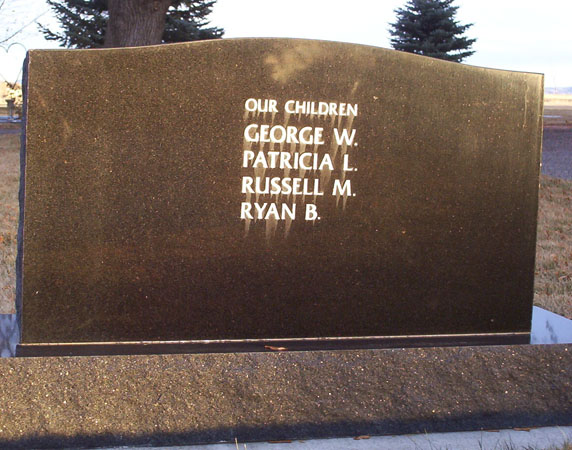 OUR CHILDREN
GEORGE W.
PATRICIA L.
RUSSELL M.
RYAN B.